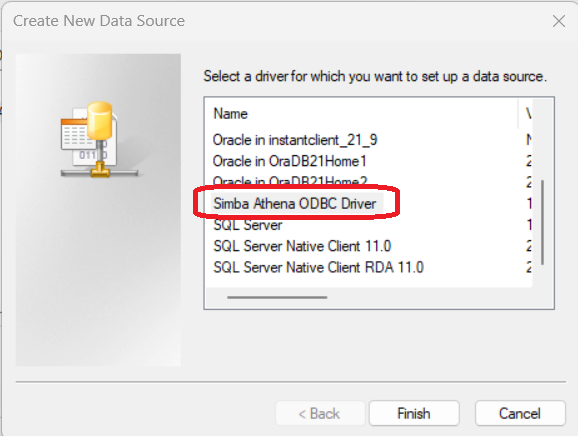 Create New Data Source
Select a driver for which you want to set up a data source.
Name
Oracle in instantclient_21_9
Oracle in OraDB21Home1
Oracle in OraDB21Home2
Simba Athena ODBC Driver
SQL Server
SQL Server Native Client 11.0
SQL Server Native Client RDA 11.0
< Back
Finish
Cancel